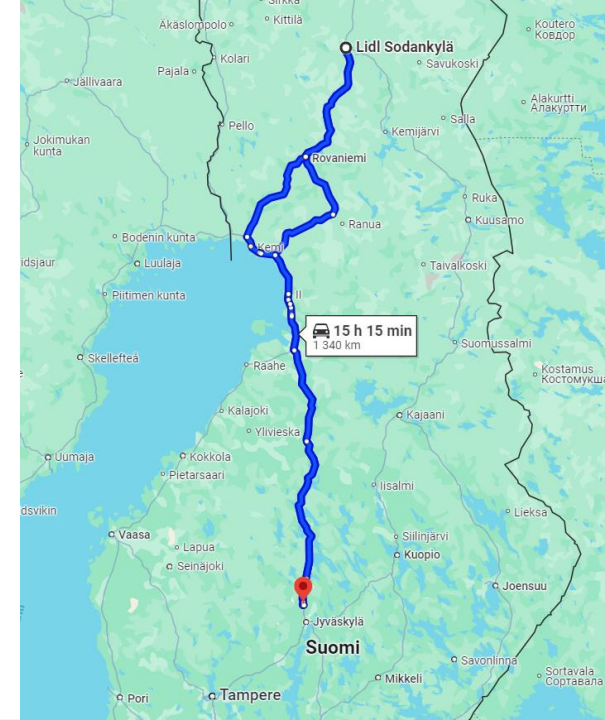 Sirkka
Kittilä
Äkäslompolo
Koutero
Ковдор
Lidl Sodankylä
Kolari
Savukoski
Pajala
Jällivaara
Alakurtti
Алакуртти
Salla
Pello
Kemijärvi
Jokimukan
kunta
Rovaniemi
Ruka
Kuusamo
Ranua
Bodenin kunta
Kemi
idsjaur
Luulaja
Taivalkoski
Piitimen kunta
II
15 h 15 min
1 340 km
Suomussalmi
Skellefteå
Raahe
Kostamus
Костомукша
Kalajoki
Kajaani
Ylivieska
Uumaja
Kokkola
Pietarsaari
Iisalmi
dsvikin
Lieksa
Vaasa
Siilinjärvi
Lapua
Kuopio
Seinäjoki
Joensuu
Jyväskylä
Suomi
Savonlinna
Mikkeli
Sortavala
Сортавала
Pori
Tampere